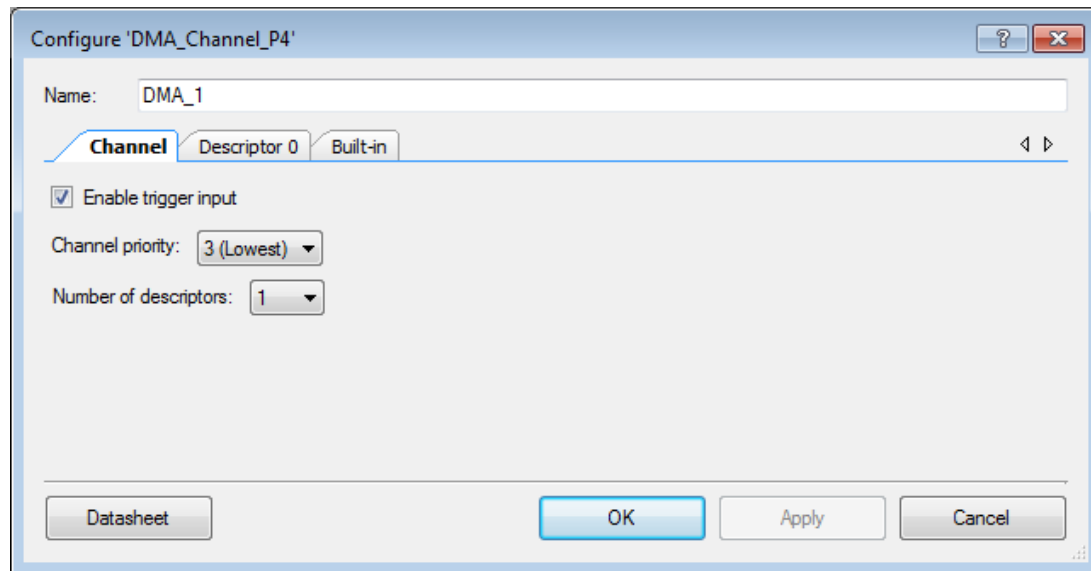 Configure 'DMA_Channel_P4'
Name: DMA_1
Channel Descriptor 0 Built-in
Enable trigger input
Channel priority: 3 (Lowest)
Number of descriptors: 1
Datasheet OK Apply Cancel